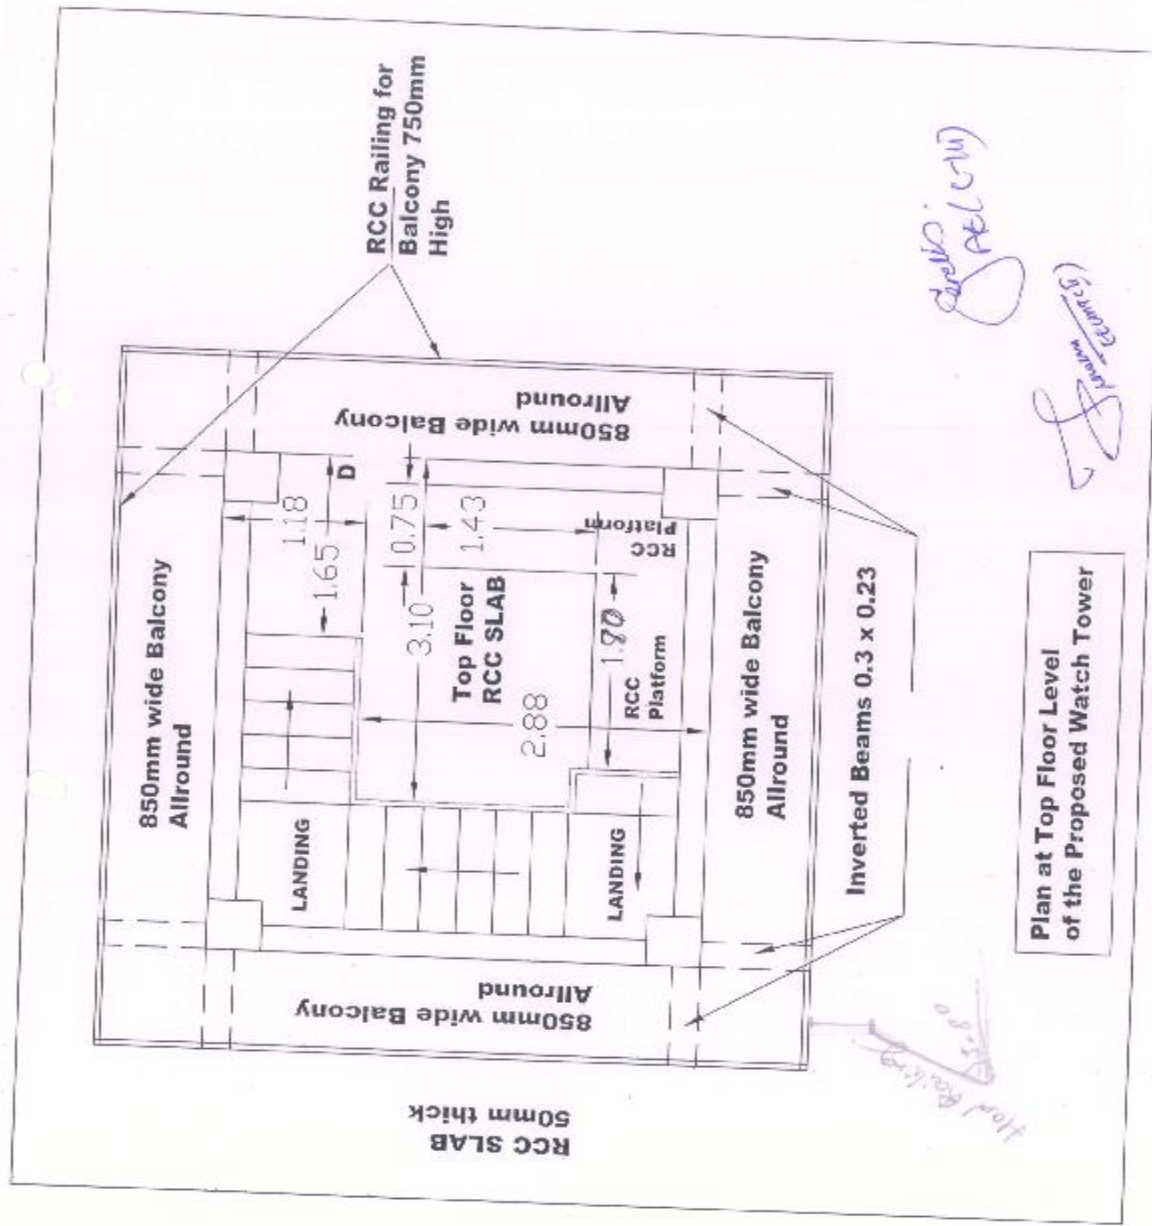 RCC Railing for
Balcony 750mm
High
850mm wide Balcony
Allround
850mm wide Balcony
Allround
D
1.18
1.65
0.75
1.43
3.10
Top Floor
RCC SLAB
RCC
Platform
1.80
RCC
Platform
2.88
LANDING
LANDING
850mm wide Balcony
Allround
850mm wide Balcony
Allround
Inverted Beams 0.3 x 0.23
RCC SLAB
50mm thick
Plan at Top Floor Level
of the Proposed Watch Tower
Hand Railing